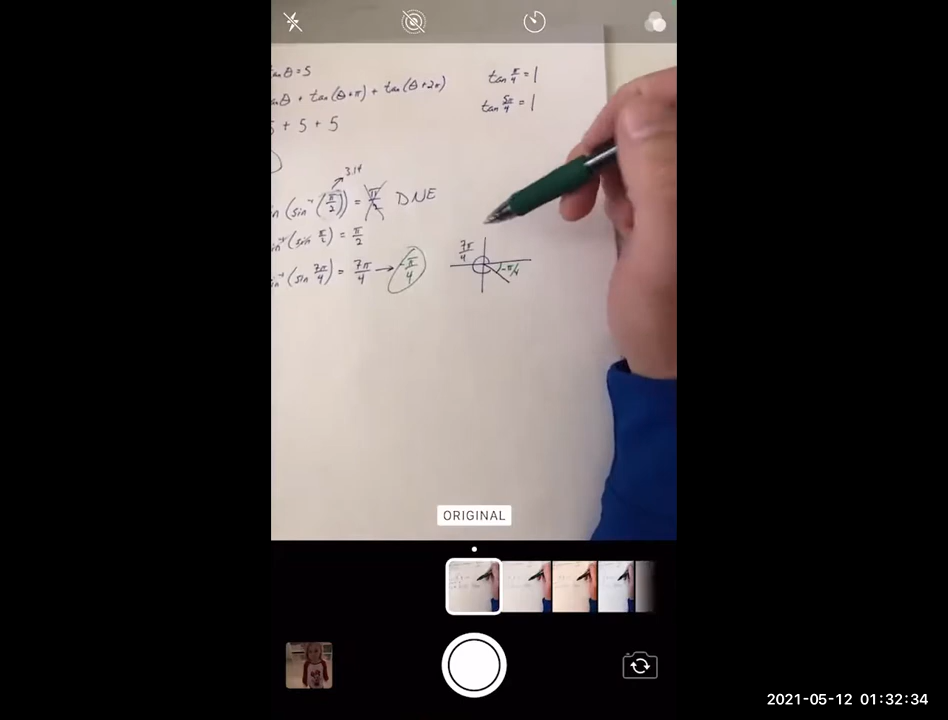 tan θ = 5
tan θ + tan(θ+π) + tan(θ+2π)
5 + 5 + 5
tan π/4 = 1
tan 5π/4 = 1
3.14
sin (sin⁻¹ (π/2)) = π/2 DNE
sin⁻¹ (sin π/2) = π/2
sin⁻¹ (sin 7π/4) = 7π/4 → -π/4
7π/4
-π/4
ORIGINAL
2021-05-12 01:32:34